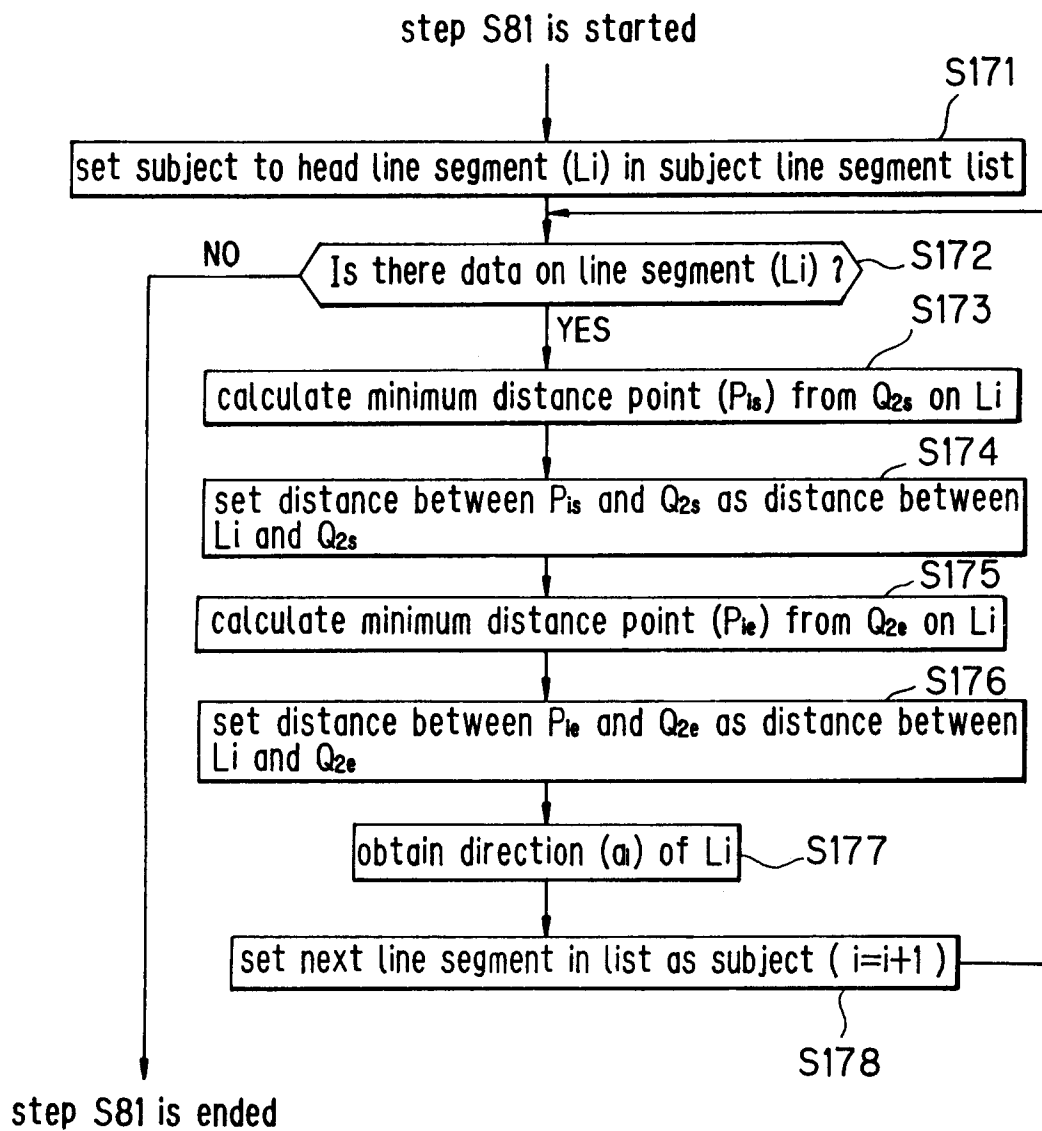 step S81 is started
S171
set subject to head line segment (Li) in subject line segment list
NO
Is there data on line segment (Li) ?
S172
YES
S173
calculate minimum distance point (Pis) from Q2s on Li
S174
set distance between Pis and Q2s as distance between
Li and Q2s
S175
calculate minimum distance point (Pie) from Q2e on Li
S176
set distance between Pie and Q2e as distance between
Li and Q2e
obtain direction (ai) of Li
S177
set next line segment in list as subject ( i=i+1 )
S178
step S81 is ended